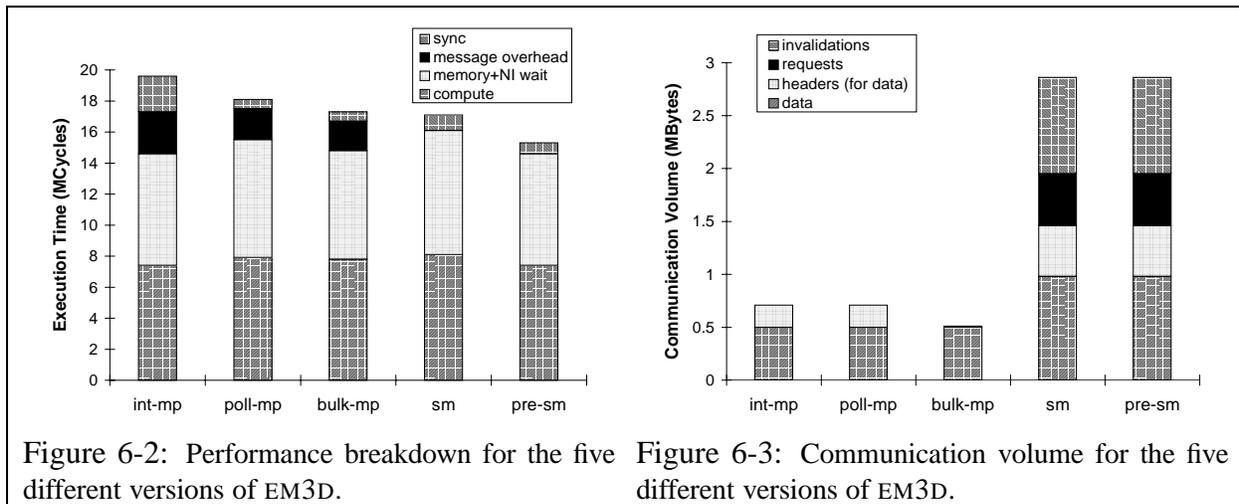 sync
message overhead
memory+NI wait
compute
Execution Time (MCycles)
20
18
16
14
12
10
8
6
4
2
0
int-mp
poll-mp
bulk-mp
sm
pre-sm
Figure 6-2: Performance breakdown for the five
different versions of EM3D.
invalidations
requests
headers (for data)
data
Communication Volume (MBytes)
3
2.5
2
1.5
1
0.5
0
int-mp
poll-mp
bulk-mp
sm
pre-sm
Figure 6-3: Communication volume for the five
different versions of EM3D.